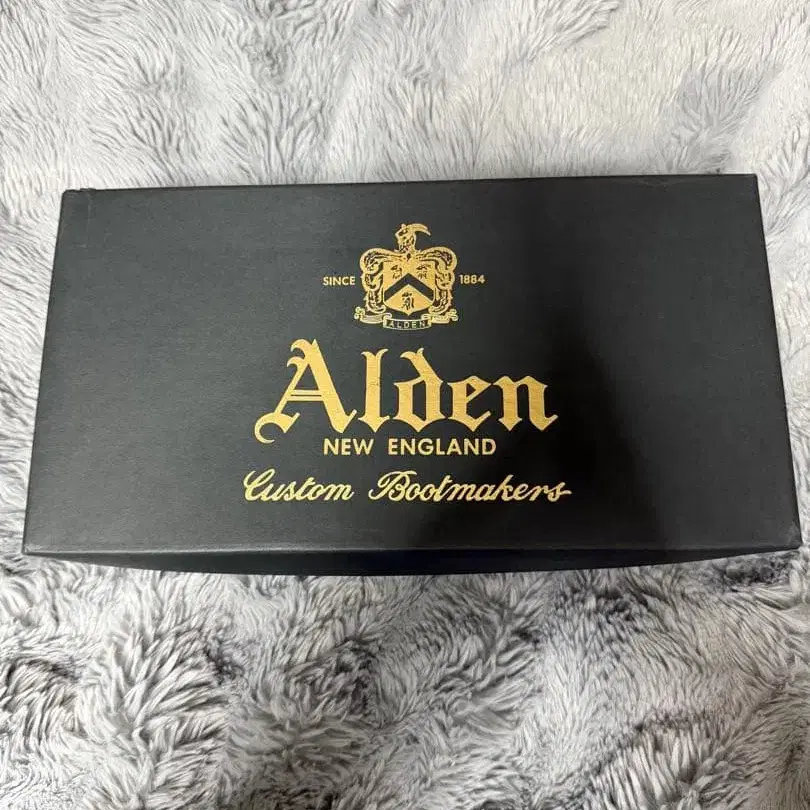 SINCE 1884
ALDEN
Alden
NEW ENGLAND
Custom Bootmakers